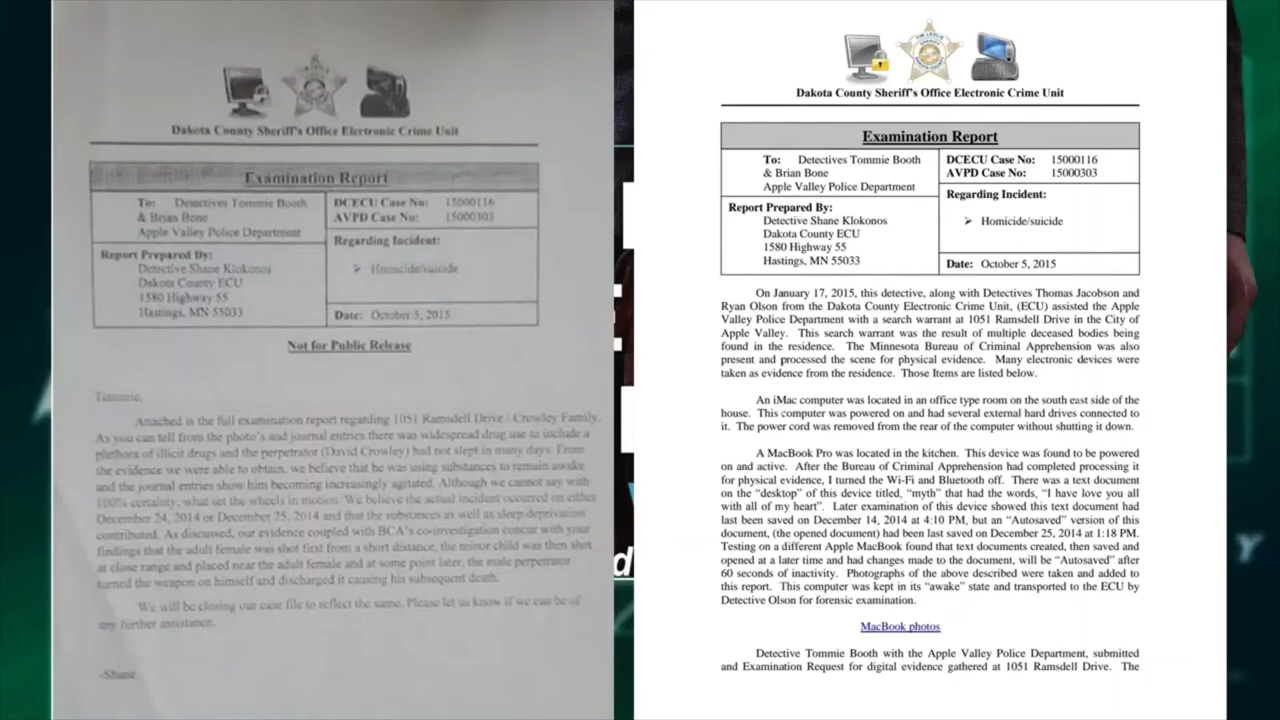 Dakota County Sheriff's Office Electronic Crime Unit
Examination Report
To: Detectives Tommie Booth
& Brian Bone
Apple Valley Police Department
DCECU Case No: 15000116
AVPD Case No: 15000303
Regarding Incident:
➢ Homicide/suicide
Report Prepared By:
Detective Shane Klokonos
Dakota County ECU
1580 Highway 55
Hastings, MN 55033
Date: October 5, 2015
Not for Public Release
Tommie,
Attached is the full examination report regarding 1051 Ramsdell Drive / Crowley Family.
As you can tell from the photo's and journal entries there was widespread drug use to include a
plethora of illicit drugs and the perpetrator (David Crowley) had not slept in many days. From
the evidence we were able to obtain, we believe that he was using substances to remain awake
and the journal entries show him becoming increasingly agitated. Although we cannot say with
100% certainty, what set the wheels in motion. We believe the actual incident occurred on either
December 24, 2014 or December 25, 2014 and that the substances as well as sleep deprivation
contributed. As discussed, our evidence coupled with BCA's co-investigation concur with your
findings that the adult female was shot first from a short distance, the minor child was then shot
at close range and placed near the adult female and at some point later, the male perpetrator
turned the weapon on himself and discharged it causing his subsequent death.
We will be closing our case file to reflect the same. Please let us know if we can be of
any further assistance.
-Shane
TIM LESLIE
SHERIFF
DAKOTA COUNTY
Dakota County Sheriff's Office Electronic Crime Unit
Examination Report
To: Detectives Tommie Booth
& Brian Bone
Apple Valley Police Department
DCECU Case No: 15000116
AVPD Case No: 15000303
Regarding Incident:
➢ Homicide/suicide
Report Prepared By:
Detective Shane Klokonos
Dakota County ECU
1580 Highway 55
Hastings, MN 55033
Date: October 5, 2015
On January 17, 2015, this detective, along with Detectives Thomas Jacobson and
Ryan Olson from the Dakota County Electronic Crime Unit, (ECU) assisted the Apple
Valley Police Department with a search warrant at 1051 Ramsdell Drive in the City of
Apple Valley. This search warrant was the result of multiple deceased bodies being
found in the residence. The Minnesota Bureau of Criminal Apprehension was also
present and processed the scene for physical evidence. Many electronic devices were
taken as evidence from the residence. Those Items are listed below.
An iMac computer was located in an office type room on the south east side of the
house. This computer was powered on and had several external hard drives connected to
it. The power cord was removed from the rear of the computer without shutting it down.
A MacBook Pro was located in the kitchen. This device was found to be powered
on and active. After the Bureau of Criminal Apprehension had completed processing it
for physical evidence, I turned the Wi-Fi and Bluetooth off. There was a text document
on the "desktop" of this device titled, "myth" that had the words, "I have love you all
with all of my heart". Later examination of this device showed this text document had
last been saved on December 14, 2014 at 4:10 PM, but an "Autosaved" version of this
document, (the opened document) had been last saved on December 25, 2014 at 1:18 PM.
Testing on a different Apple MacBook found that text documents created, then saved and
opened at a later time and had changes made to the document, will be "Autosaved" after
60 seconds of inactivity. Photographs of the above described were taken and added to
this report. This computer was kept in its "awake" state and transported to the ECU by
Detective Olson for forensic examination.
MacBook photos
Detective Tommie Booth with the Apple Valley Police Department, submitted
and Examination Request for digital evidence gathered at 1051 Ramsdell Drive. The